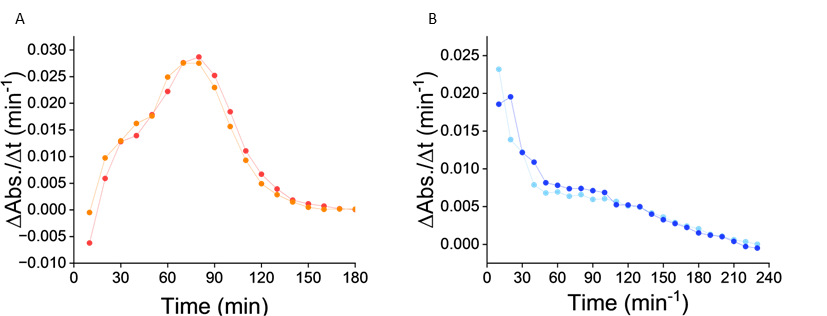 A
B
ΔAbs./Δt (min⁻¹)
0.030
0.025
0.020
0.015
0.010
0.005
0.000
−0.005
−0.010
0 30 60 90 120 150 180
Time (min)
ΔAbs./Δt (min⁻¹)
0.025
0.020
0.015
0.010
0.005
0.000
0 30 60 90 120 150 180 210 240
Time (min⁻¹)